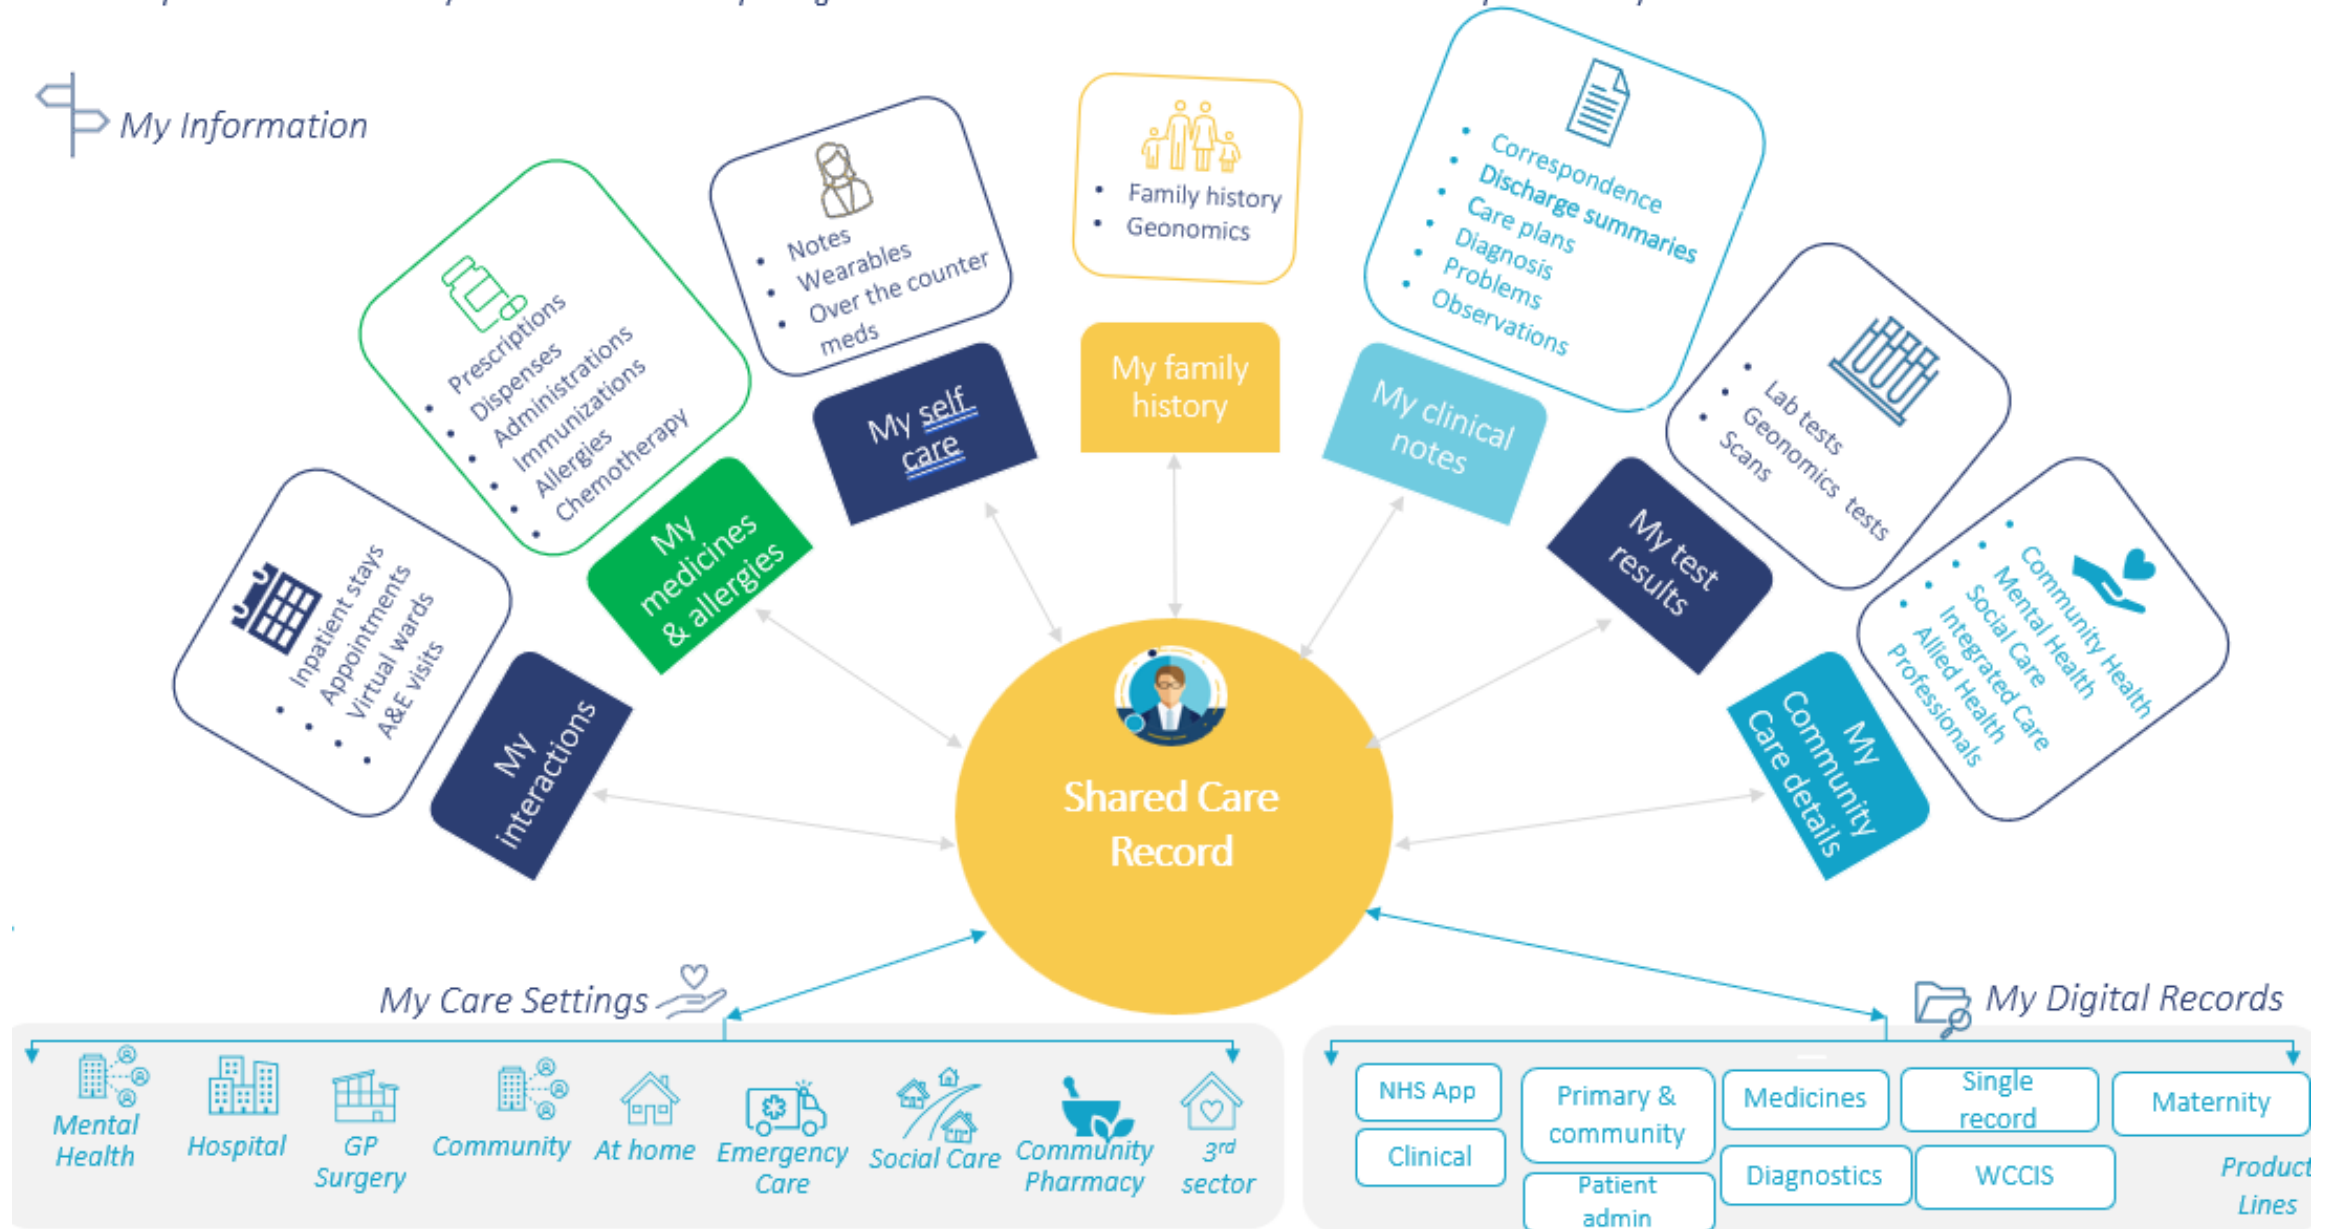 My Information
Inpatient stays
Appointments
Virtual wards
A&E visits
My
interactions
Prescriptions
Dispenses
Administrations
Immunizations
Allergies
Chemotherapy
My
medicines
& allergies
Notes
Wearables
Over the counter
meds
My self
care
Family history
Geonomics
My family
history
Correspondence
Discharge summaries
Care plans
Diagnosis
Problems
Observations
My clinical
notes
Lab tests
Geonomics tests
Scans
My test
results
Community Health
Mental Health
Social Care
Integrated Care
Allied Health
Professionals
My
Community
Care details
Shared Care
Record
My Care Settings
Mental
Health
Hospital
GP
Surgery
Community
At home
Emergency
Care
Social Care
Community
Pharmacy
3rd
sector
My Digital Records
NHS App
Clinical
Primary &
community
Patient
admin
Medicines
Diagnostics
Single
record
WCCIS
Maternity
Product
Lines